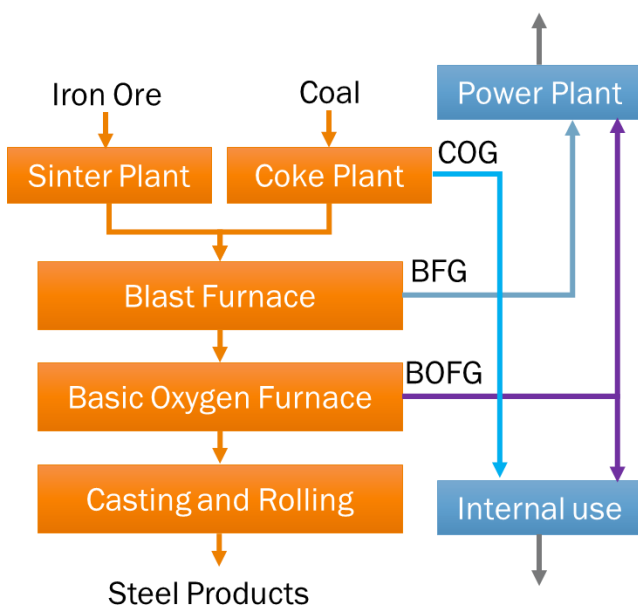 Iron Ore
Coal
Power Plant
Sinter Plant
Coke Plant
COG
Blast Furnace
BFG
Basic Oxygen Furnace
BOFG
Casting and Rolling
Internal use
Steel Products